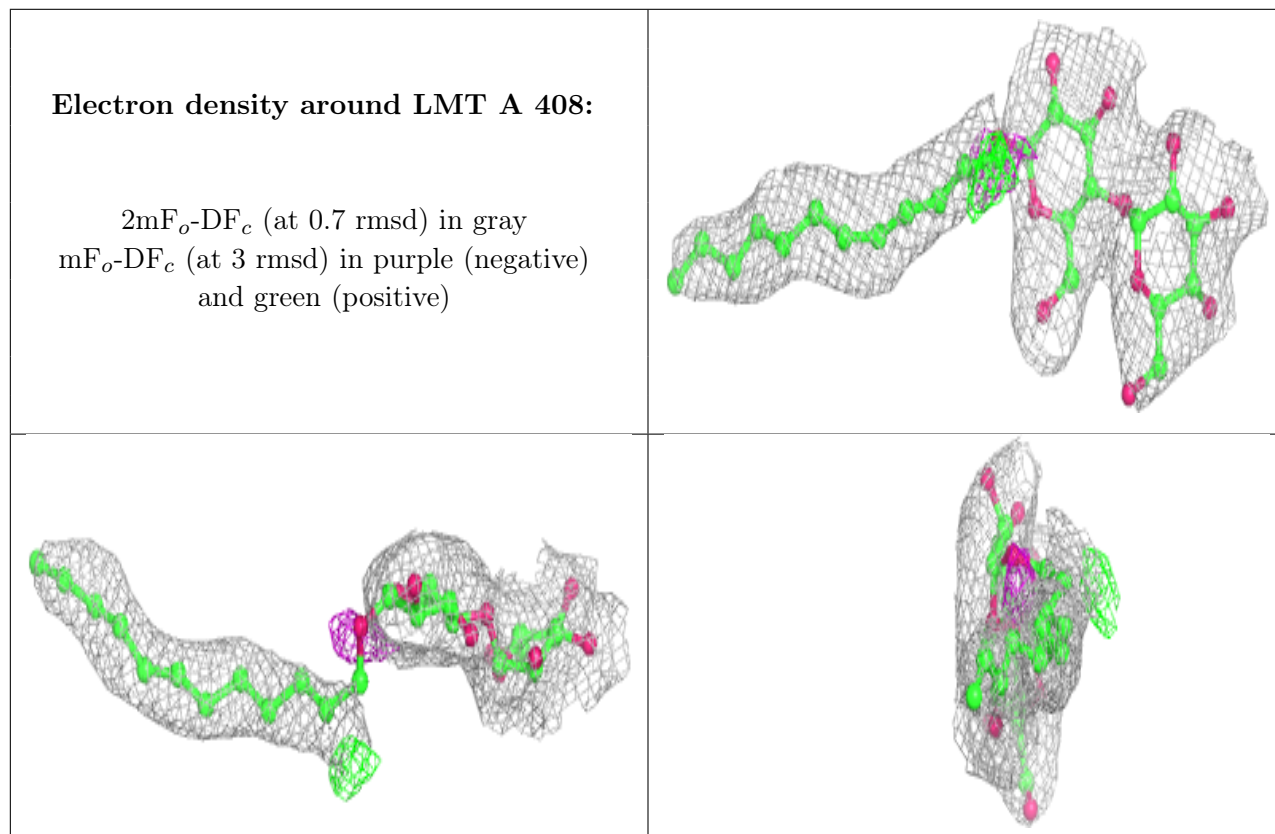 Electron density around LMT A 408:
2mFₒ-DF𝒸 (at 0.7 rmsd) in gray
mFₒ-DF𝒸 (at 3 rmsd) in purple (negative)
and green (positive)